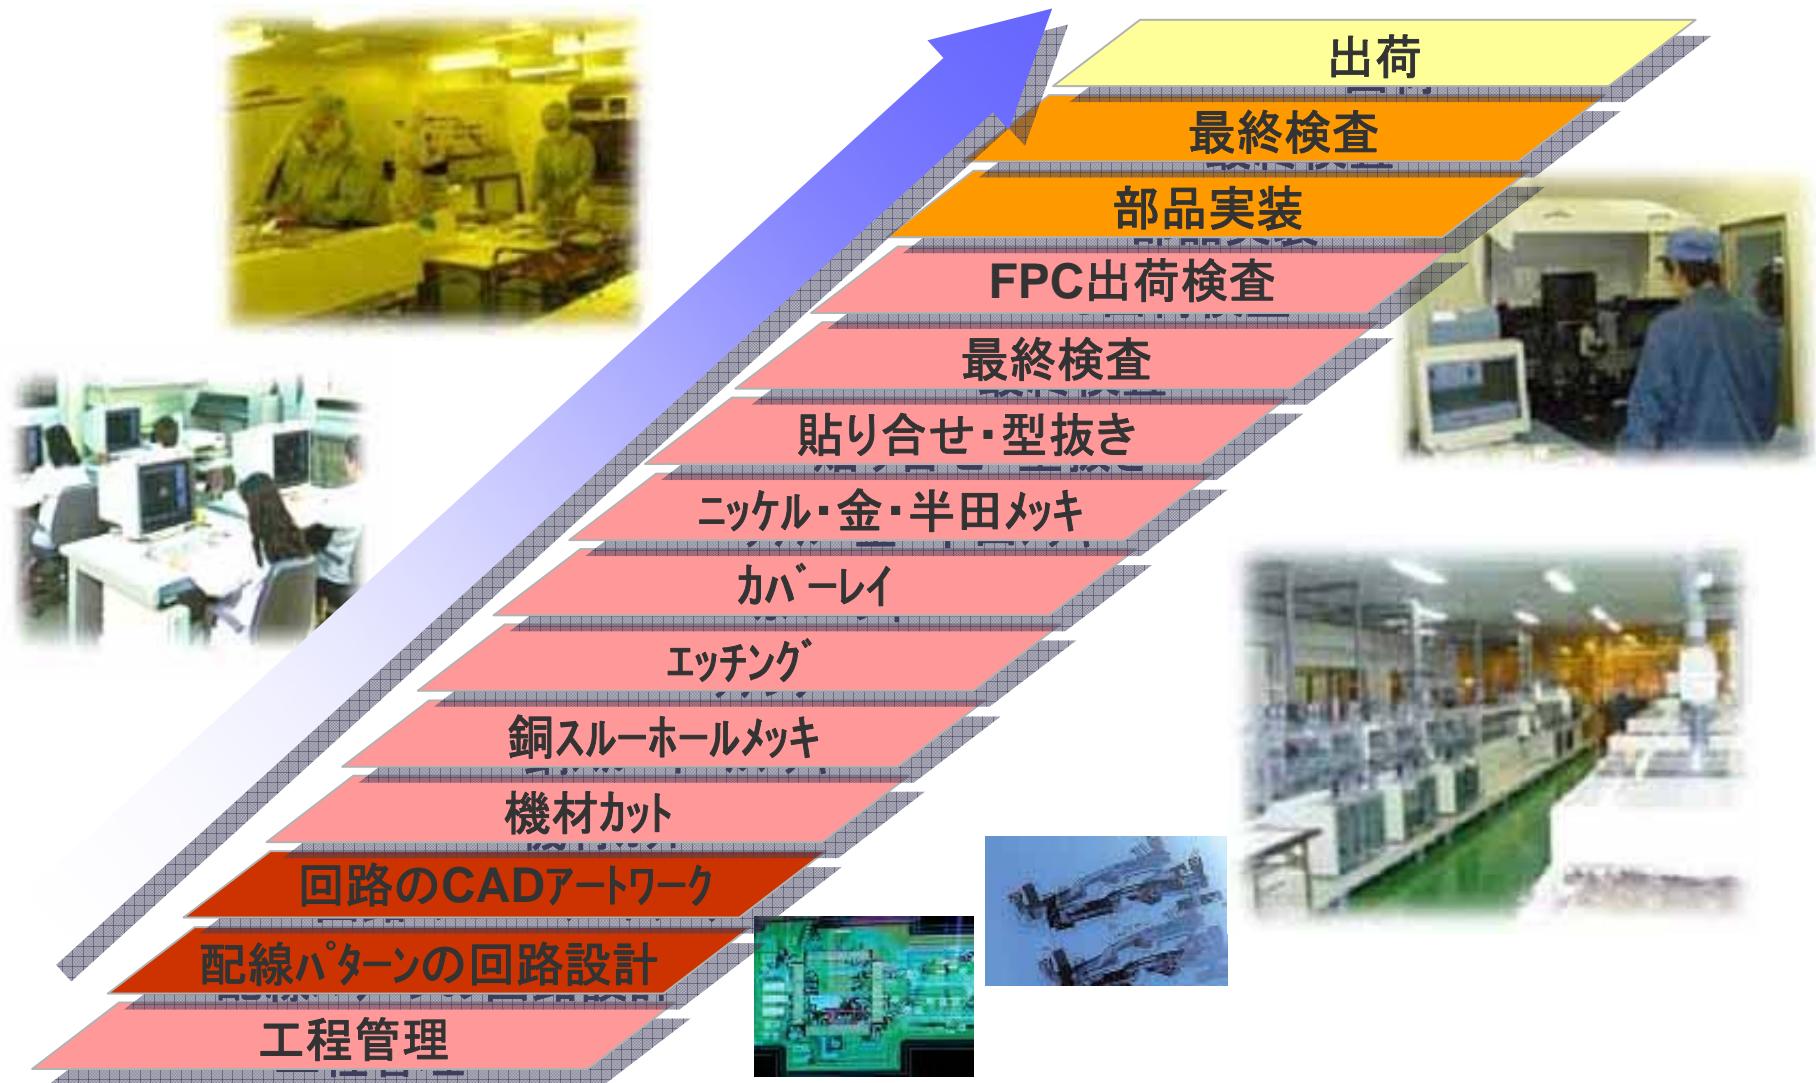 出荷
最終検査
部品実装
FPC出荷検査
最終検査
貼り合せ・型抜き
ﾆｯｹﾙ・金・半田ﾒｯｷ
ｶﾊﾞｰﾚｲ
ｴｯﾁﾝｸﾞ
銅ｽﾙｰﾎｰﾙﾒｯｷ
機材ｶｯﾄ
回路のCADｱｰﾄﾜｰｸ
配線ﾊﾟﾀｰﾝの回路設計
工程管理